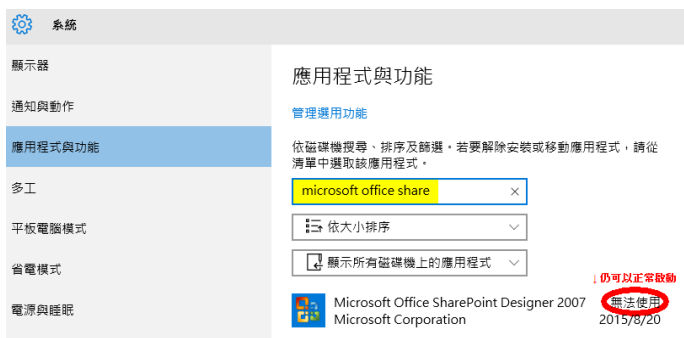 系統
顯示器
通知與動作
應用程式與功能
多工
平板電腦模式
省電模式
電源與睡眠
應用程式與功能
管理選用功能
依磁碟機搜尋、排序及篩選。若要解除安裝或移動應用程式，請從
清單中選取該應用程式。
microsoft office share
依大小排序
顯示所有磁碟機上的應用程式
↓仍可以正常啟動
Microsoft Office SharePoint Designer 2007 無法使用
Microsoft Corporation 2015/8/20